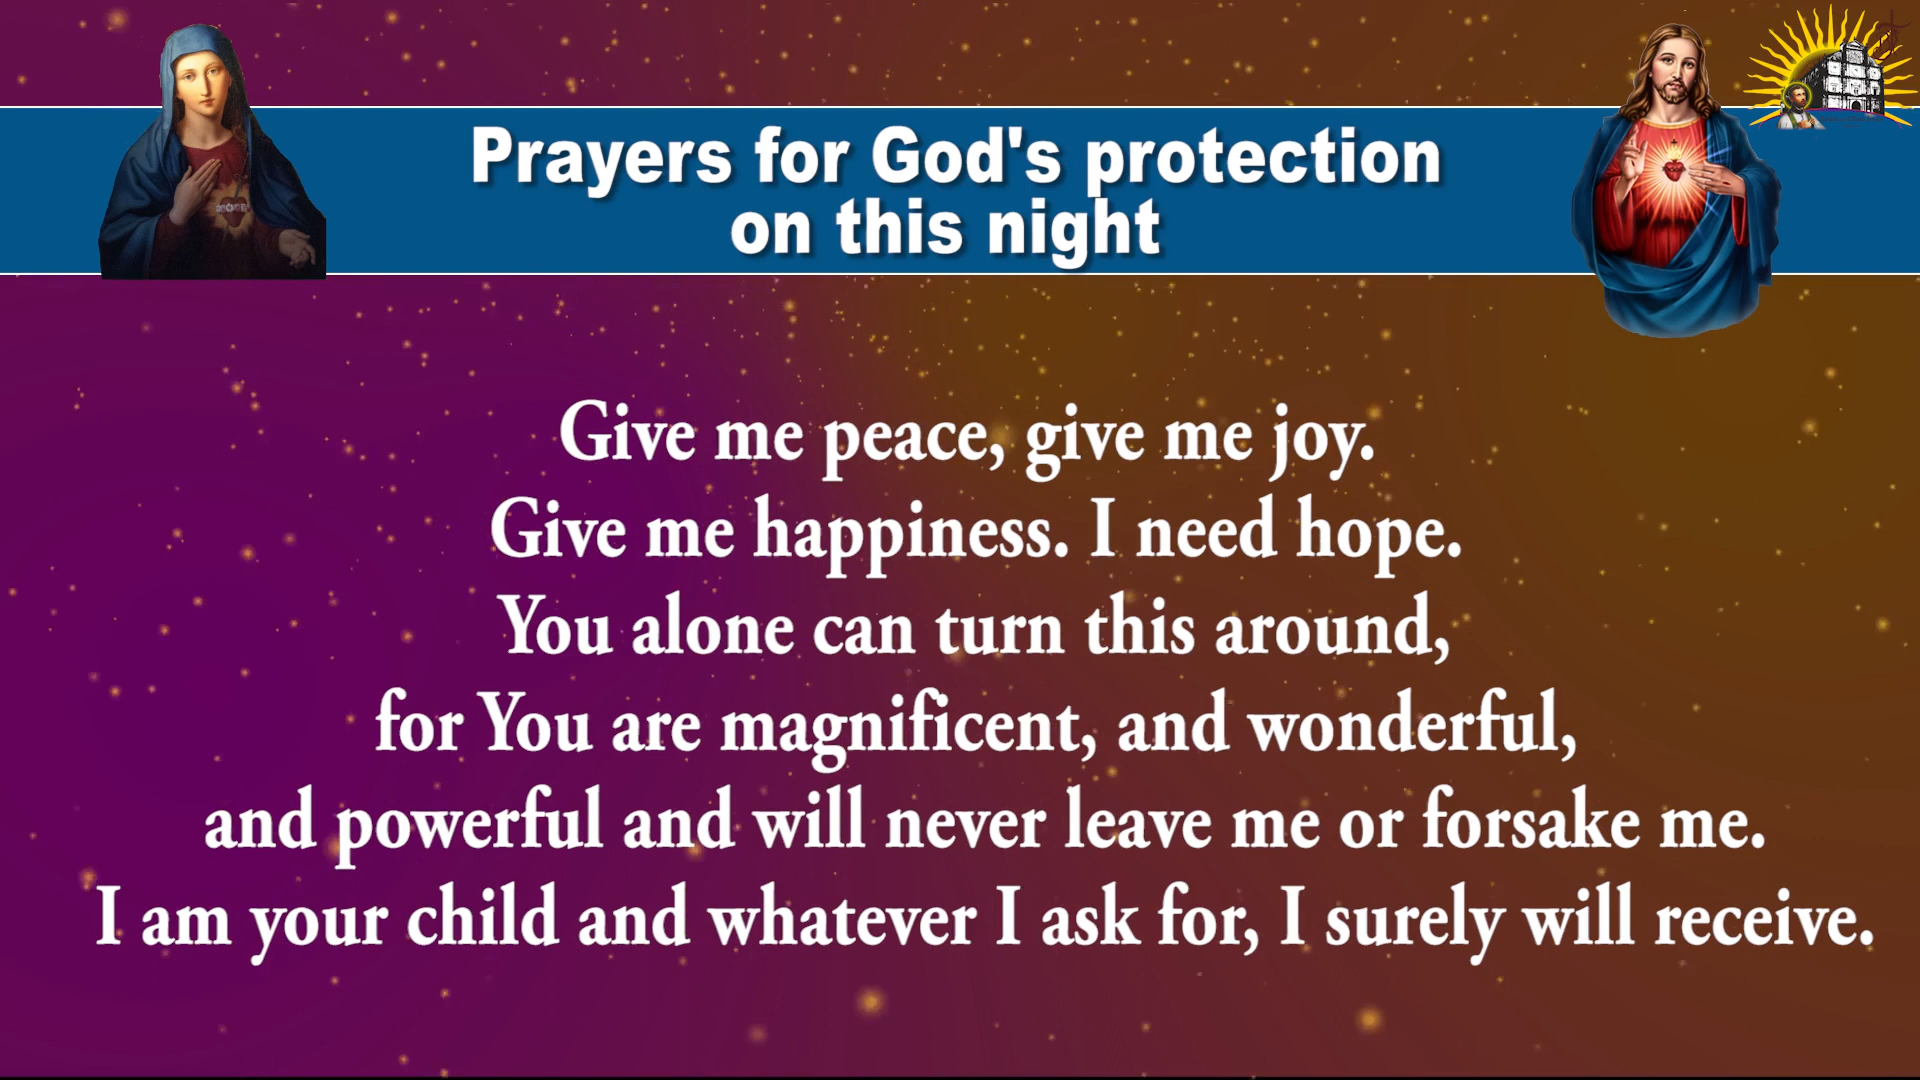 Prayers for God's protection
on this night
Give me peace, give me joy.
Give me happiness. I need hope.
You alone can turn this around,
for You are magnificent, and wonderful,
and powerful and will never leave me or forsake me.
I am your child and whatever I ask for, I surely will receive.